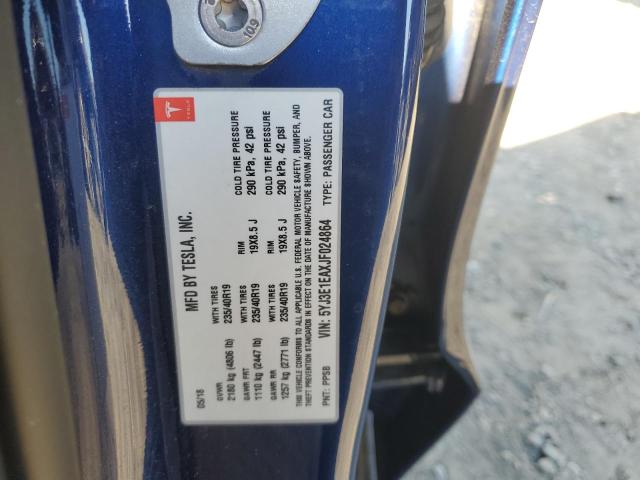 10.9
TESLA
MFD BY TESLA, INC.
05/18
GVWR WITH TIRES RIM COLD TIRE PRESSURE
2180 kg (4806 lb) 235/40R19 19X8.5 J 290 kPa, 42 psi
GAWR FRT WITH TIRES RIM COLD TIRE PRESSURE
1110 kg (2447 lb) 235/40R19 19X8.5 J 290 kPa, 42 psi
GAWR RR WITH TIRES
1257 kg (2771 lb) 235/40R19
THIS VEHICLE CONFORMS TO ALL APPLICABLE U.S. FEDERAL MOTOR VEHICLE SAFETY, BUMPER, AND
THEFT PREVENTION STANDARDS IN EFFECT ON THE DATE OF MANUFACTURE SHOWN ABOVE.
VIN: 5YJ3E1EAXJF024864
PNT: PPSB TYPE: PASSENGER CAR